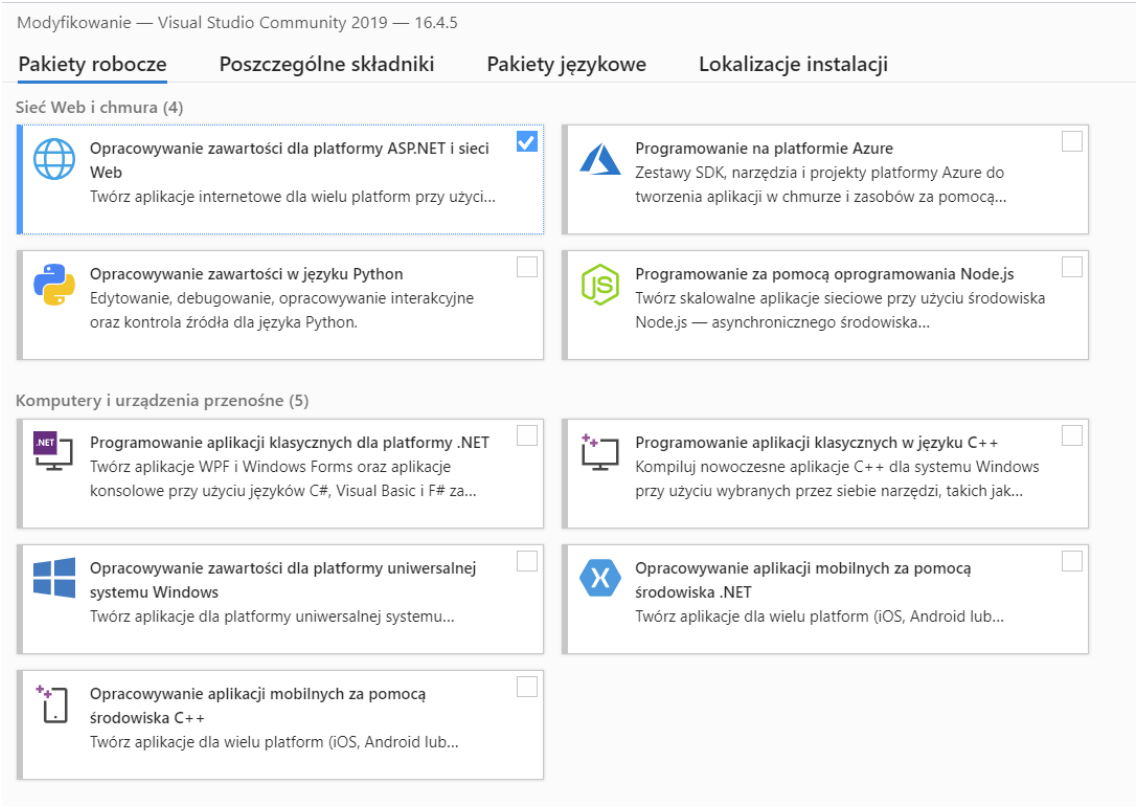 Modyfikowanie — Visual Studio Community 2019 — 16.4.5
Pakiety robocze
Poszczególne składniki
Pakiety językowe
Lokalizacje instalacji
Sieć Web i chmura (4)
Opracowywanie zawartości dla platformy ASP.NET i sieci
Web
Twórz aplikacje internetowe dla wielu platform przy użyci...
Programowanie na platformie Azure
Zestawy SDK, narzędzia i projekty platformy Azure do
tworzenia aplikacji w chmurze i zasobów za pomocą...
Opracowywanie zawartości w języku Python
Edytowanie, debugowanie, opracowywanie interakcyjne
oraz kontrola źródła dla języka Python.
JS
Programowanie za pomocą oprogramowania Node.js
Twórz skalowalne aplikacje sieciowe przy użyciu środowiska
Node.js — asynchronicznego środowiska...
Komputery i urządzenia przenośne (5)
.NET
Programowanie aplikacji klasycznych dla platformy .NET
Twórz aplikacje WPF i Windows Forms oraz aplikacje
konsolowe przy użyciu języków C#, Visual Basic i F# za...
++
Programowanie aplikacji klasycznych w języku C++
Kompiluj nowoczesne aplikacje C++ dla systemu Windows
przy użyciu wybranych przez siebie narzędzi, takich jak...
Opracowywanie zawartości dla platformy uniwersalnej
systemu Windows
Twórz aplikacje dla platformy uniwersalnej systemu...
Opracowywanie aplikacji mobilnych za pomocą
środowiska .NET
Twórz aplikacje dla wielu platform (iOS, Android lub...
++
Opracowywanie aplikacji mobilnych za pomocą
środowiska C++
Twórz aplikacje dla wielu platform (iOS, Android lub...